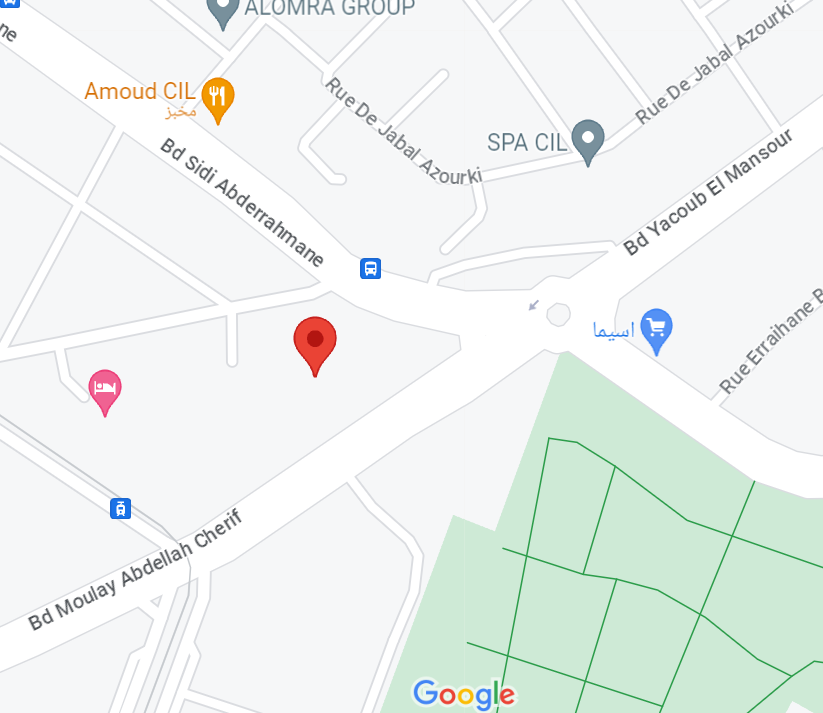 ALOMRA GROUP
ne
Amoud CIL
مخبز
Rue De Jabal Azourki
Rue De Jabal Azourki
SPA CIL
Bd Sidi Abderrahmane
Bd Yacoub El Mansour
اسيما
Rue Erraihane B
Bd Moulay Abdellah Cherif
Google